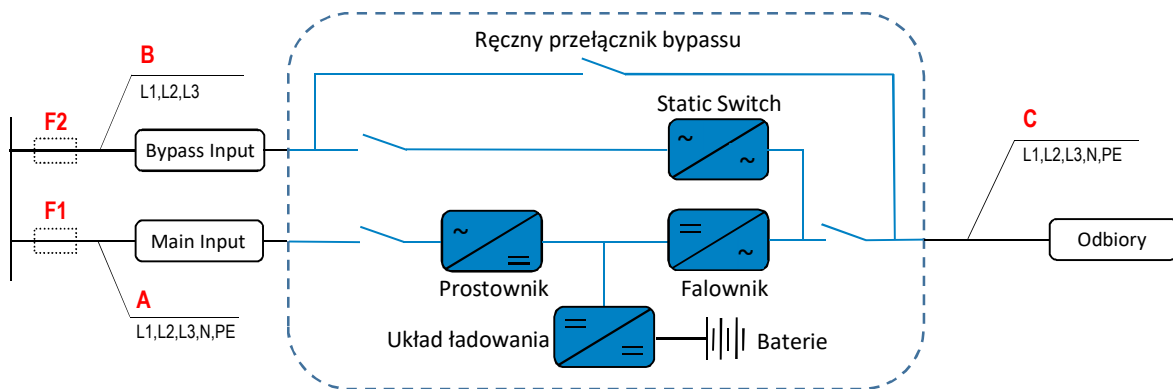 Ręczny przełącznik bypassu
B
L1,L2,L3
F2
Bypass Input
Static Switch
C
L1,L2,L3,N,PE
F1
Main Input
Odbiory
Prostownik
Falownik
A
L1,L2,L3,N,PE
Układ ładowania
Baterie